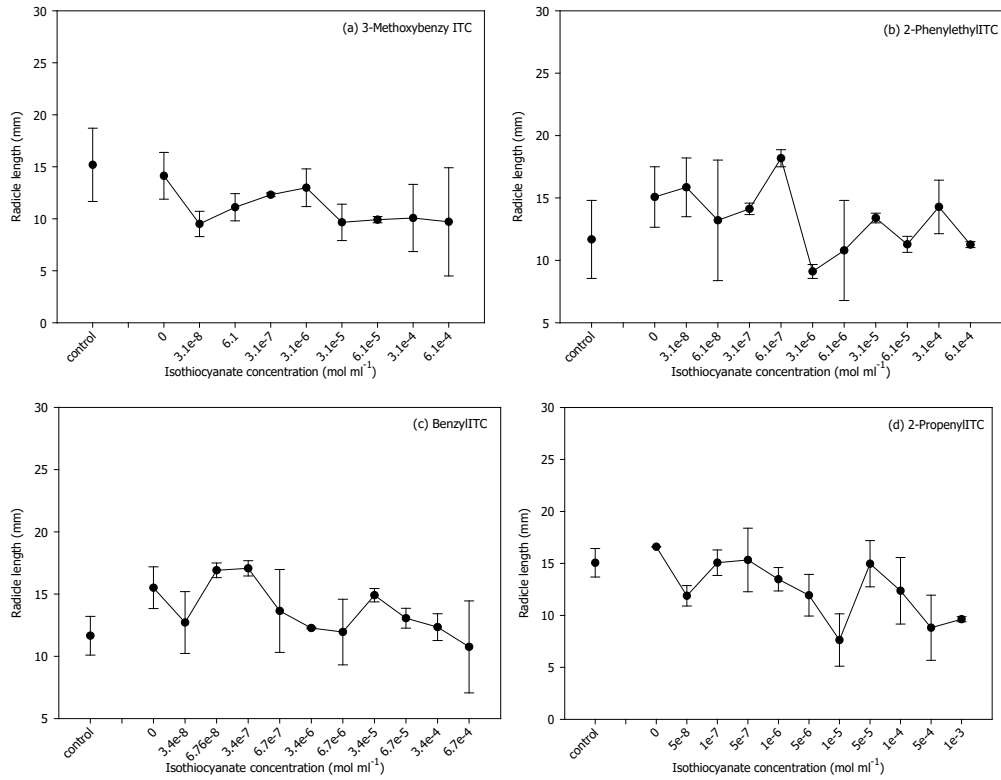 30
25
20
15
10
5
0
Radicle length (mm)
(a) 3-Methoxybenzy ITC
control
0
3.1e-8
6.1
3.1e-7
3.1e-6
3.1e-5
6.1e-5
3.1e-4
6.1e-4
Isothiocyanate concentration (mol ml⁻¹)
30
25
20
15
10
5
Radicle length (mm)
(b) 2-PhenylethylITC
control
0
3.1e-8
6.1e-8
3.1e-7
6.1e-7
3.1e-6
6.1e-6
3.1e-5
6.1e-5
3.1e-4
6.1e-4
Isothiocyanate concentration (mol ml⁻¹)
30
25
20
15
10
5
Radicle length (mm)
(c) BenzylITC
control
0
3.4e-8
6.76e-8
3.4e-7
6.7e-7
3.4e-6
6.7e-6
3.4e-5
6.7e-5
3.4e-4
6.7e-4
Isothiocyanate concentration (mol ml⁻¹)
30
25
20
15
10
5
0
Radicle length (mm)
(d) 2-PropenylITC
control
0
5e-8
1e-7
5e-7
1e-6
5e-6
1e-5
5e-5
1e-4
5e-4
1e-3
Isothiocyanate concentration (mol ml⁻¹)